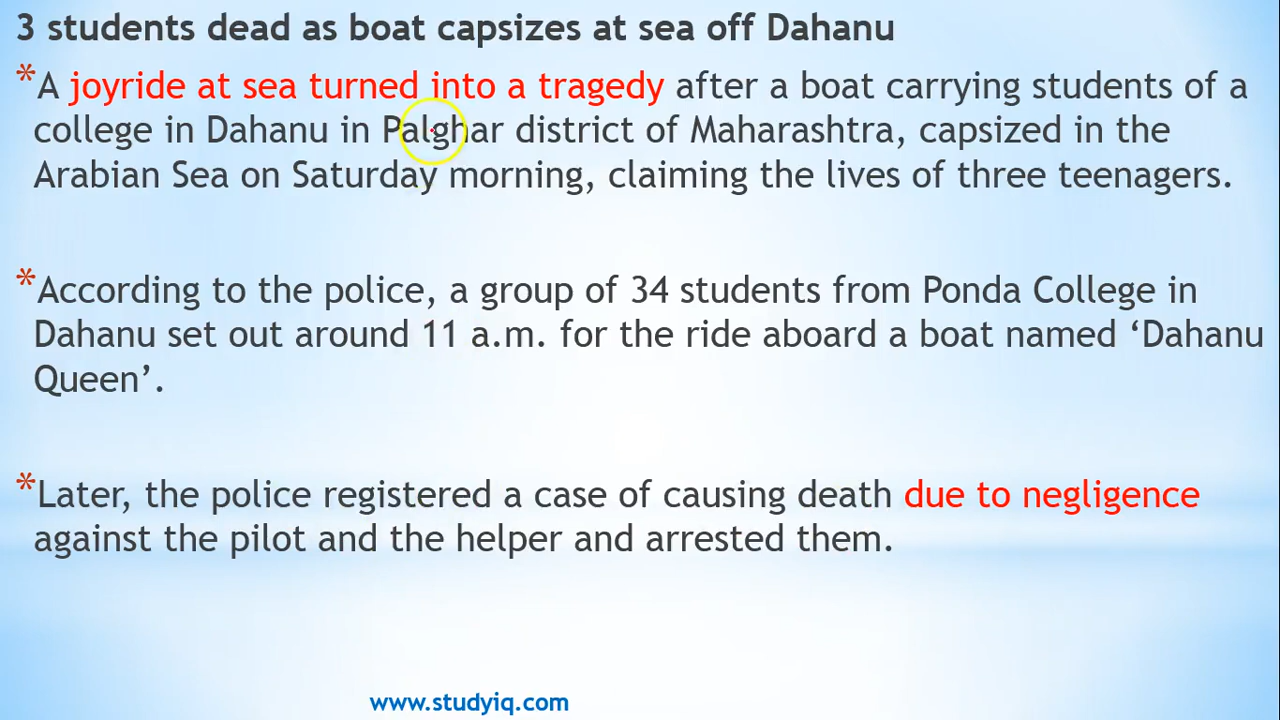 3 students dead as boat capsizes at sea off Dahanu
*A joyride at sea turned into a tragedy after a boat carrying students of a
college in Dahanu in Palghar district of Maharashtra, capsized in the
Arabian Sea on Saturday morning, claiming the lives of three teenagers.
*According to the police, a group of 34 students from Ponda College in
Dahanu set out around 11 a.m. for the ride aboard a boat named ‘Dahanu
Queen’.
*Later, the police registered a case of causing death due to negligence
against the pilot and the helper and arrested them.
www.studyiq.com